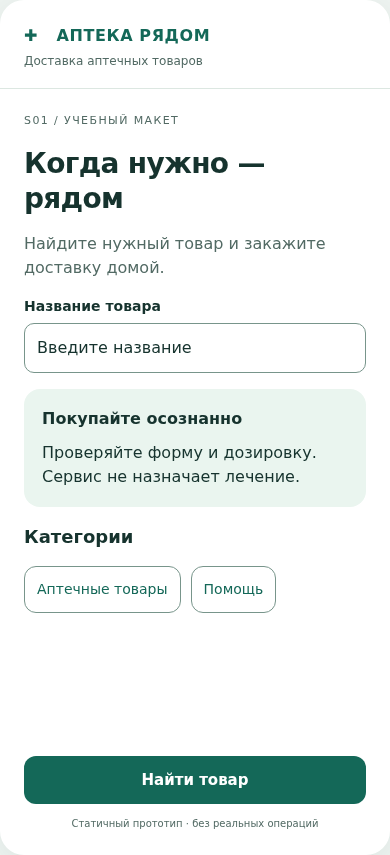 ✚ АПТЕКА РЯДОМ
Доставка аптечных товаров
S01 / УЧЕБНЫЙ МАКЕТ
Когда нужно —
рядом
Найдите нужный товар и закажите
доставку домой.
Название товара
Введите название
Покупайте осознанно
Проверяйте форму и дозировку.
Сервис не назначает лечение.
Категории
Аптечные товары
Помощь
Найти товар
Статичный прототип · без реальных операций